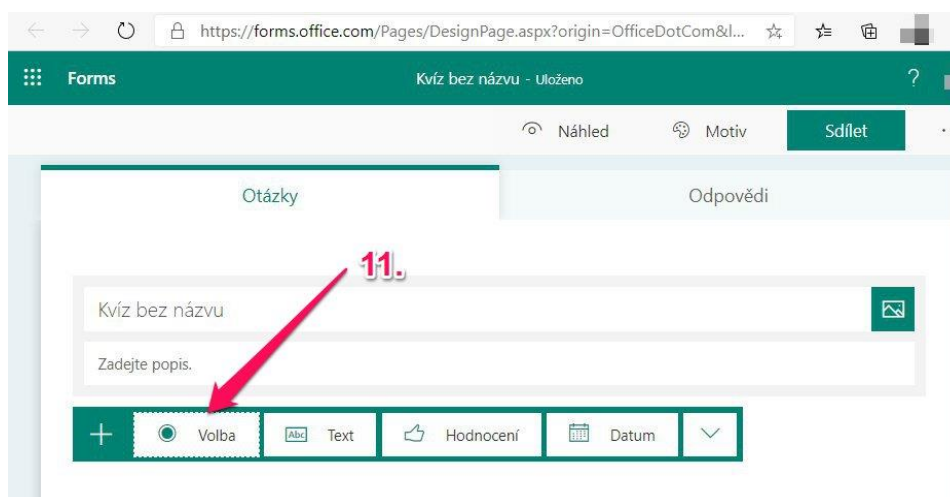 https://forms.office.com/Pages/DesignPage.aspx?origin=OfficeDotCom&l...
Forms
Kvíz bez názvu - Uloženo
?
Náhled
Motiv
Sdílet
Otázky
Odpovědi
11.
Kvíz bez názvu
Zadejte popis.
+ Volba
Abc Text
Hodnocení
Datum